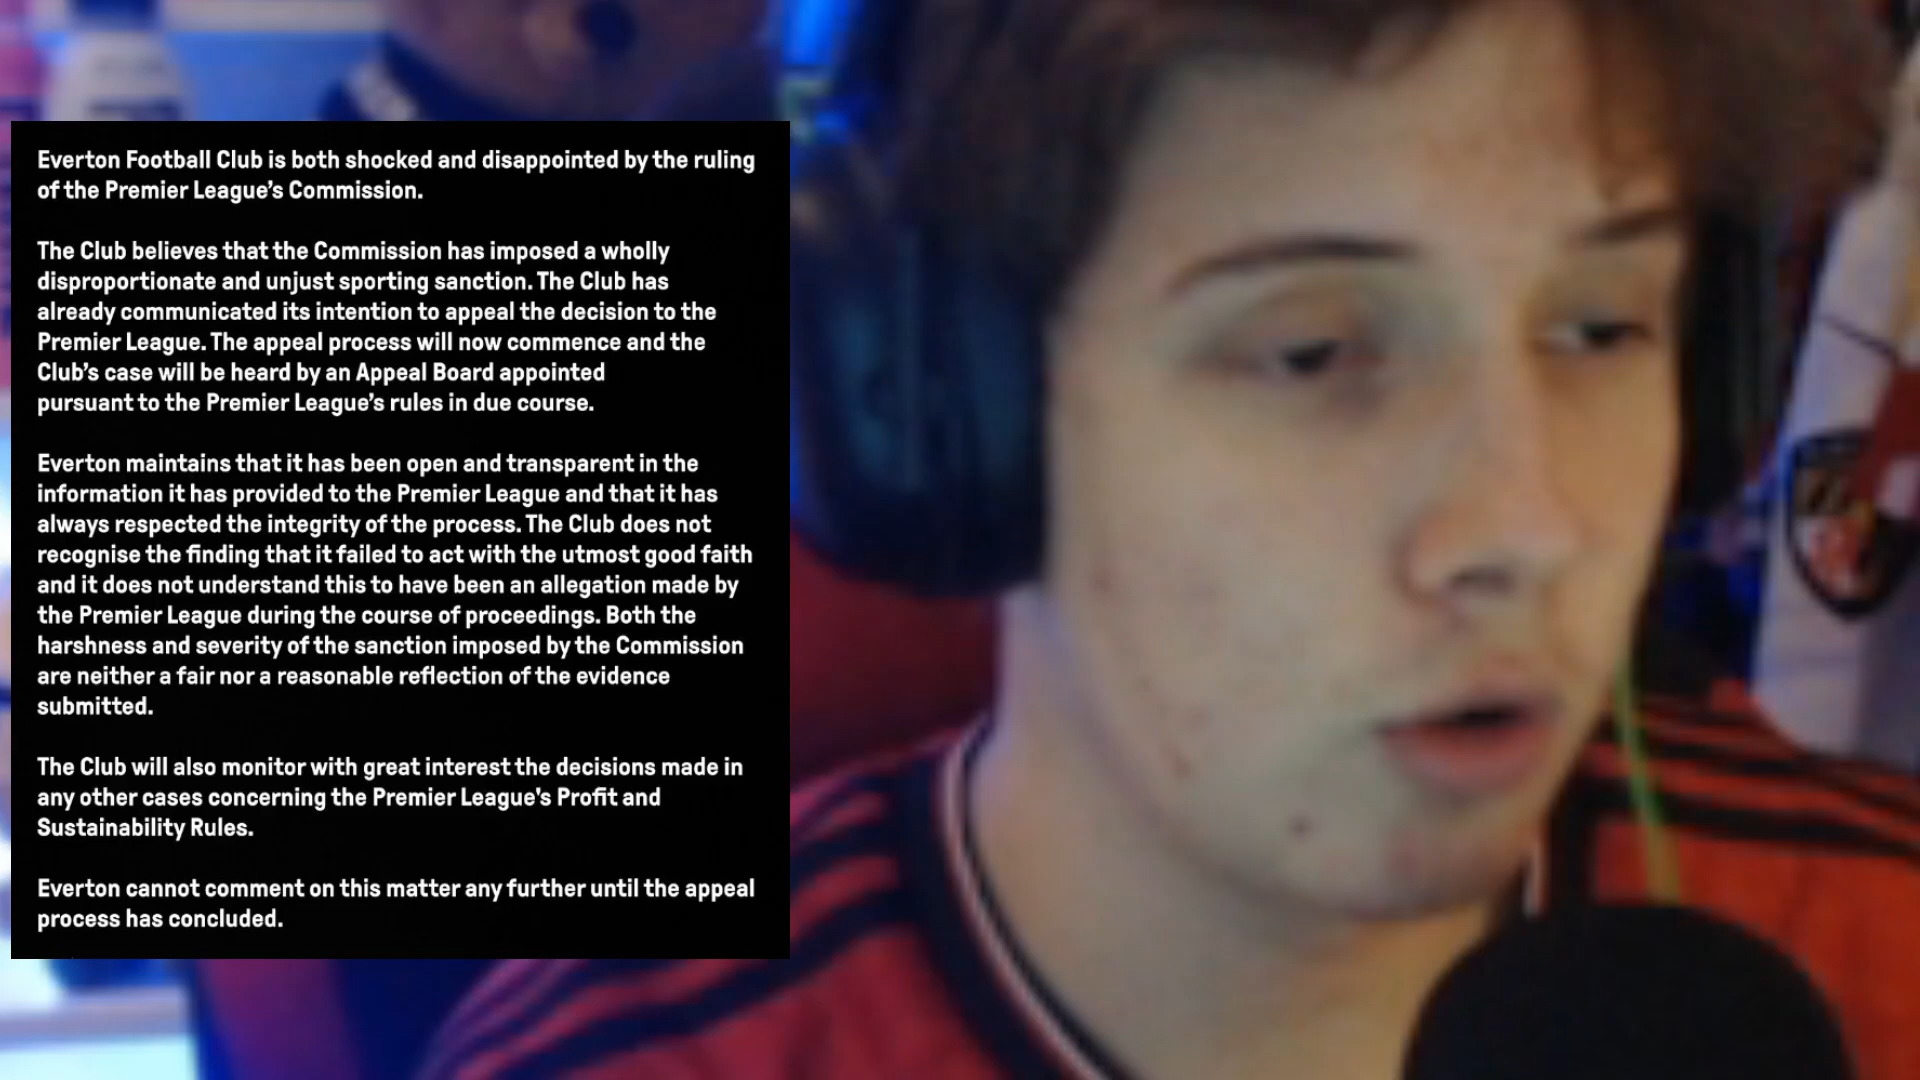 Everton Football Club is both shocked and disappointed by the ruling
of the Premier League’s Commission.
The Club believes that the Commission has imposed a wholly
disproportionate and unjust sporting sanction. The Club has
already communicated its intention to appeal the decision to the
Premier League. The appeal process will now commence and the
Club’s case will be heard by an Appeal Board appointed
pursuant to the Premier League’s rules in due course.
Everton maintains that it has been open and transparent in the
information it has provided to the Premier League and that it has
always respected the integrity of the process. The Club does not
recognise the finding that it failed to act with the utmost good faith
and it does not understand this to have been an allegation made by
the Premier League during the course of proceedings. Both the
harshness and severity of the sanction imposed by the Commission
are neither a fair nor a reasonable reflection of the evidence
submitted.
The Club will also monitor with great interest the decisions made in
any other cases concerning the Premier League's Profit and
Sustainability Rules.
Everton cannot comment on this matter any further until the appeal
process has concluded.